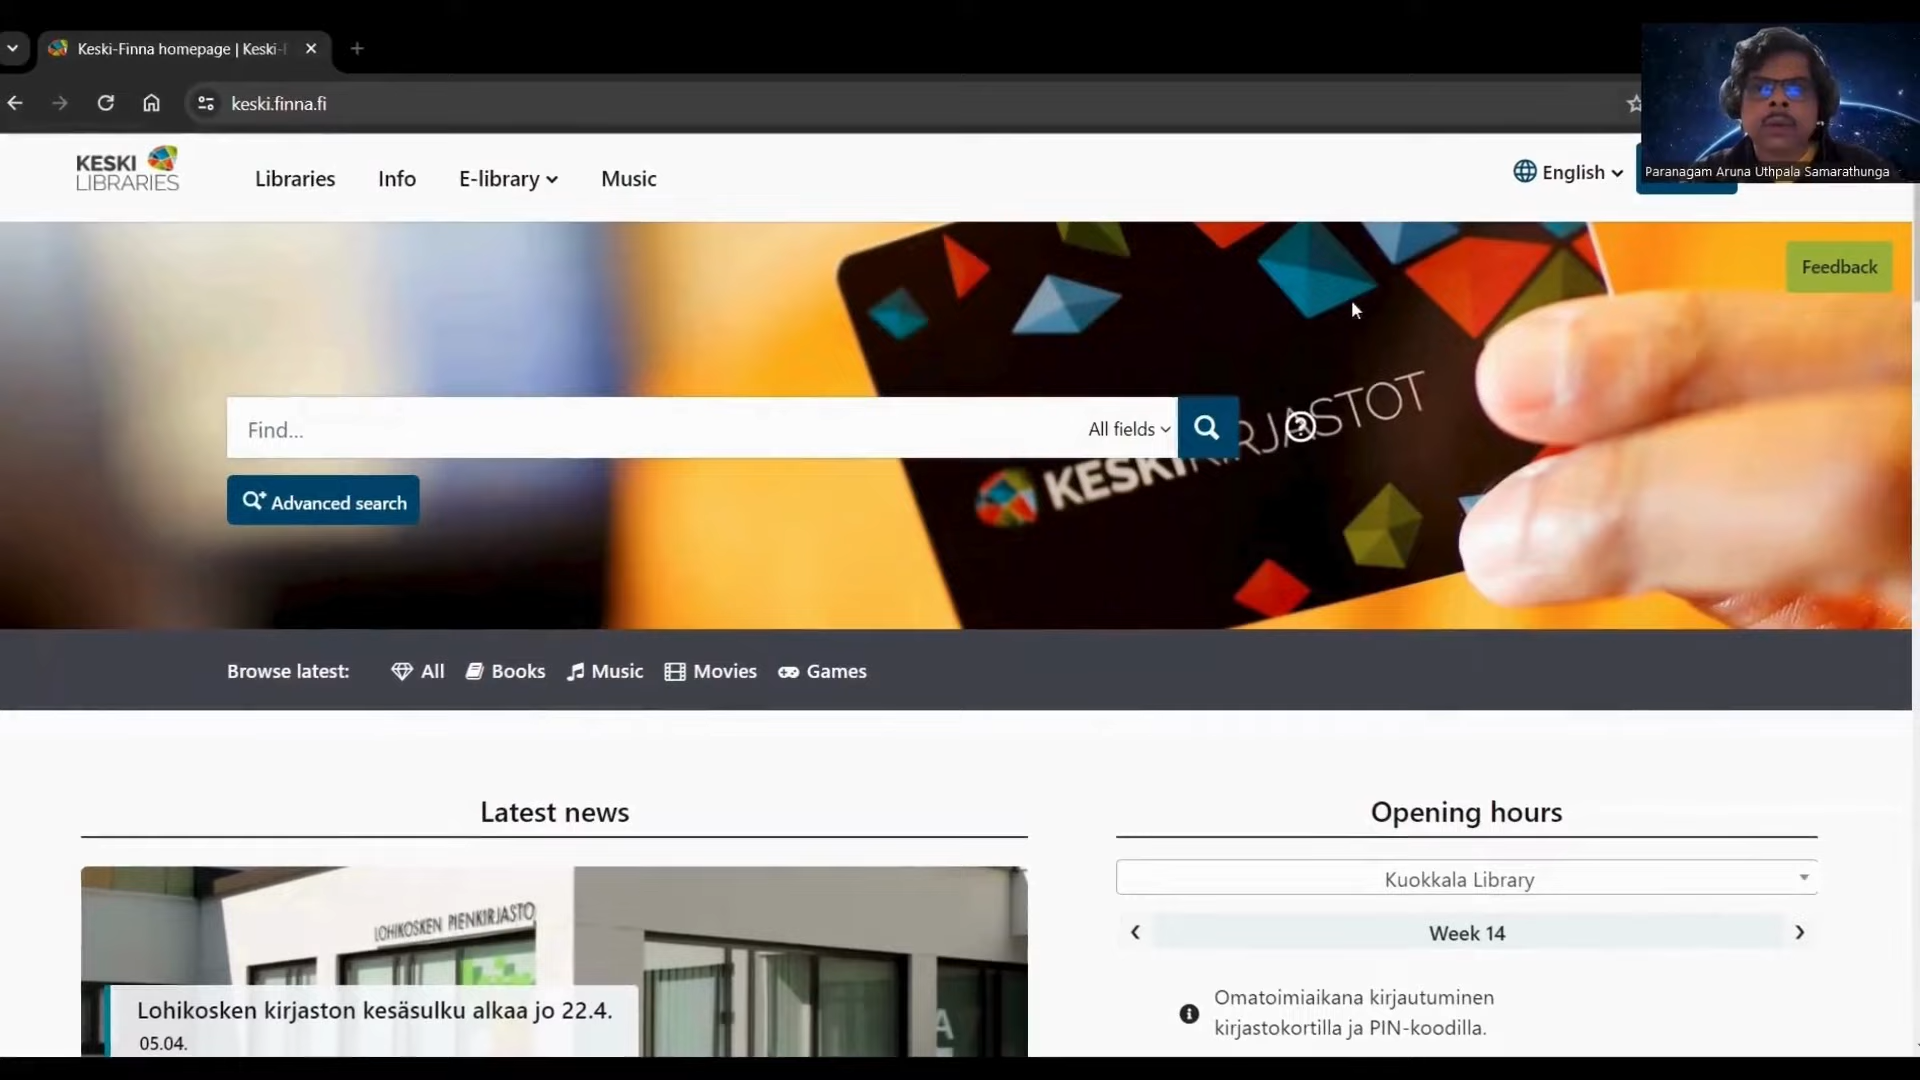 Keski-Finna homepage | Keski-
keski.finna.fi
Paranagam Aruna Uthpala Samarathunga
KESKI
LIBRARIES
Libraries
Info
E-library
Music
English
Feedback
Find...
All fields
Advanced search
KESKIKIRJASTOT
Browse latest:
All
Books
Music
Movies
Games
Latest news
Opening hours
LOHIKOSKEN PIENKIRJASTO
Kuokkala Library
Week 14
Lohikosken kirjaston kesäsulku alkaa jo 22.4.
05.04.
Omatoimiaikana kirjautuminen
kirjastokortilla ja PIN-koodilla.